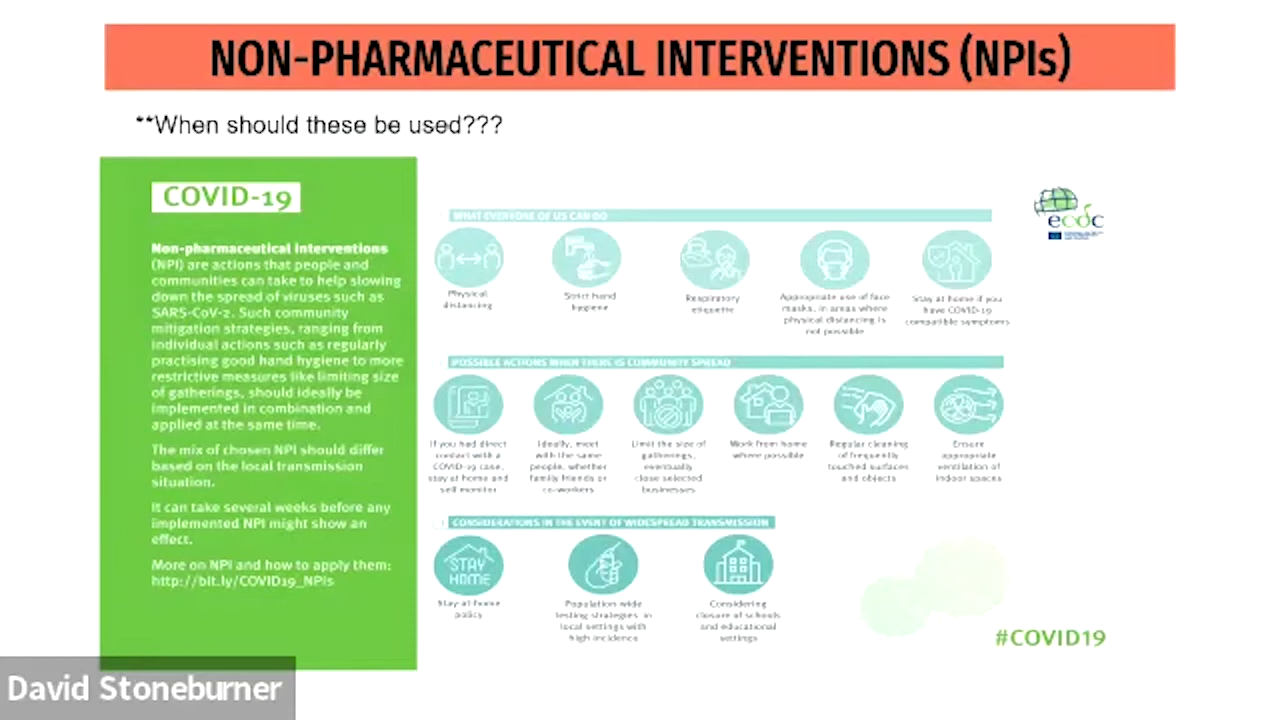 NON-PHARMACEUTICAL INTERVENTIONS (NPIs)
**When should these be used???
COVID-19
Non-pharmaceutical Interventions
(NPI) are actions that people and
communities can take to help slowing
down the spread of viruses such as
SARS-CoV-2. Such community
mitigation strategies, ranging from
individual actions such as regularly
practising good hand hygiene to more
restrictive measures like limiting size
of gatherings, should ideally be
implemented in combination and
applied at the same time.
The mix of chosen NPI should differ
based on the local transmission
situation.
It can take several weeks before any
implemented NPI might show an
effect.
More on NPI and how to apply them:
http://bit.ly/COVID19_NPIs
WHAT EVERYONE OF US CAN DO
Physical
distancing
Strict hand
hygiene
Respiratory
etiquette
Appropriate use of face
masks, in areas where
physical distancing is
not possible
Stay at home if you
have COVID-19
compatible symptoms
POSSIBLE ACTIONS WHEN THERE IS COMMUNITY SPREAD
If you had direct
contact with a
COVID-19 case,
stay at home and
self monitor
Ideally, meet
with the same
people, whether
family friends or
co-workers
Limit the size of
gatherings,
eventually
close selected
businesses
Work from home
where possible
Regular cleaning
of frequently
touched surfaces
and objects
Ensure
appropriate
ventilation of
indoor spaces
CONSIDERATIONS IN THE EVENT OF WIDESPREAD TRANSMISSION
STAY
HOME
Stay-at-home
policy
Population wide
testing strategies in
local settings with
high incidence
Considering
closure of schools
and educational
settings
ecdc
#COVID19
David Stoneburner